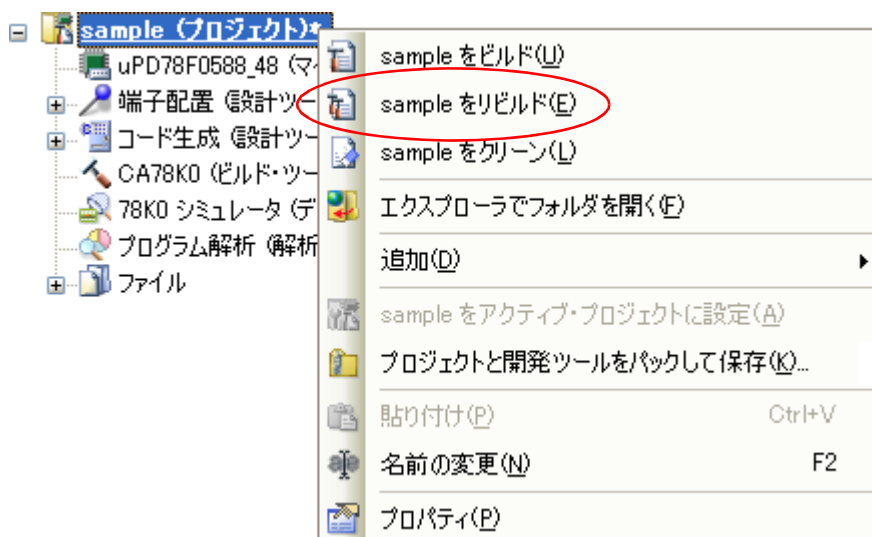 sample (プロジェクト)*
uPD78F0588_48 (マイ
端子配置 (設計ツー
コード生成 (設計ツー
CA78K0 (ビルド・ツー
78K0 シミュレータ (デ
プログラム解析 (解析
ファイル
sample をビルド(U)
sample をリビルド(E)
sample をクリーン(L)
エクスプローラでフォルダを開く(F)
追加(D)
sample をアクティブ・プロジェクトに設定(A)
プロジェクトと開発ツールをパックして保存(K)...
貼り付け(P) Ctrl+V
名前の変更(N) F2
プロパティ(P)